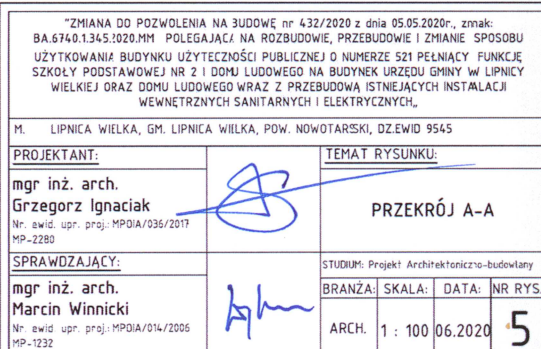 "ZMIANA DO POZWOLENIA NA BUDOWĘ nr 432/2020 z dnia 05.05.2020r., znnak:
BA.6740.1.345.2020.MM POLEGAJĄCA NA ROZBUDOWIE, PRZEBUDOWIE I ZMIANIE SPOSOBU
UŻYTKOWANIA BUDYNKU UŻYTECZNOŚCI PUBLICZNEJ O NUMERZE 521 PEŁNIĄCY FUNKCJĘ
SZKOŁY PODSTAWOWEJ NR 2 I DOMU LUDOWEGO NA BUDYNEK URZĘDU GMINY W LIPNICY
WIELKIEJ ORAZ DOMU LUDOWEGO WRAZ Z PRZEBUDOWĄ ISTNIEJĄCYCH INSTALACJI
WEWNĘTRZNYCH SANITARNYCH I ELEKTRYCZNYCH,,
M. LIPNICA WIELKA, GM. LIPNICA WIELKA, POW. NOWOTARSKI, DZ.EWID 9545
PROJEKTANT:
mgr inż. arch.
Grzegorz Ignaciak
Nr. ewid. upr. proj.: MPOIA/036/2017
MP-2280
TEMAT RYSUNKU:
PRZEKRÓJ A-A
SPRAWDZAJĄCY:
mgr inż. arch.
Marcin Winnicki
Nr. ewid. upr. proj.: MPOIA/014/2006
MP-1232
STUDIUM: Projekt Architektoniczno-budowlany
BRANŻA: SKALA: DATA: NR RYS.
ARCH. 1 : 100 06.2020 5